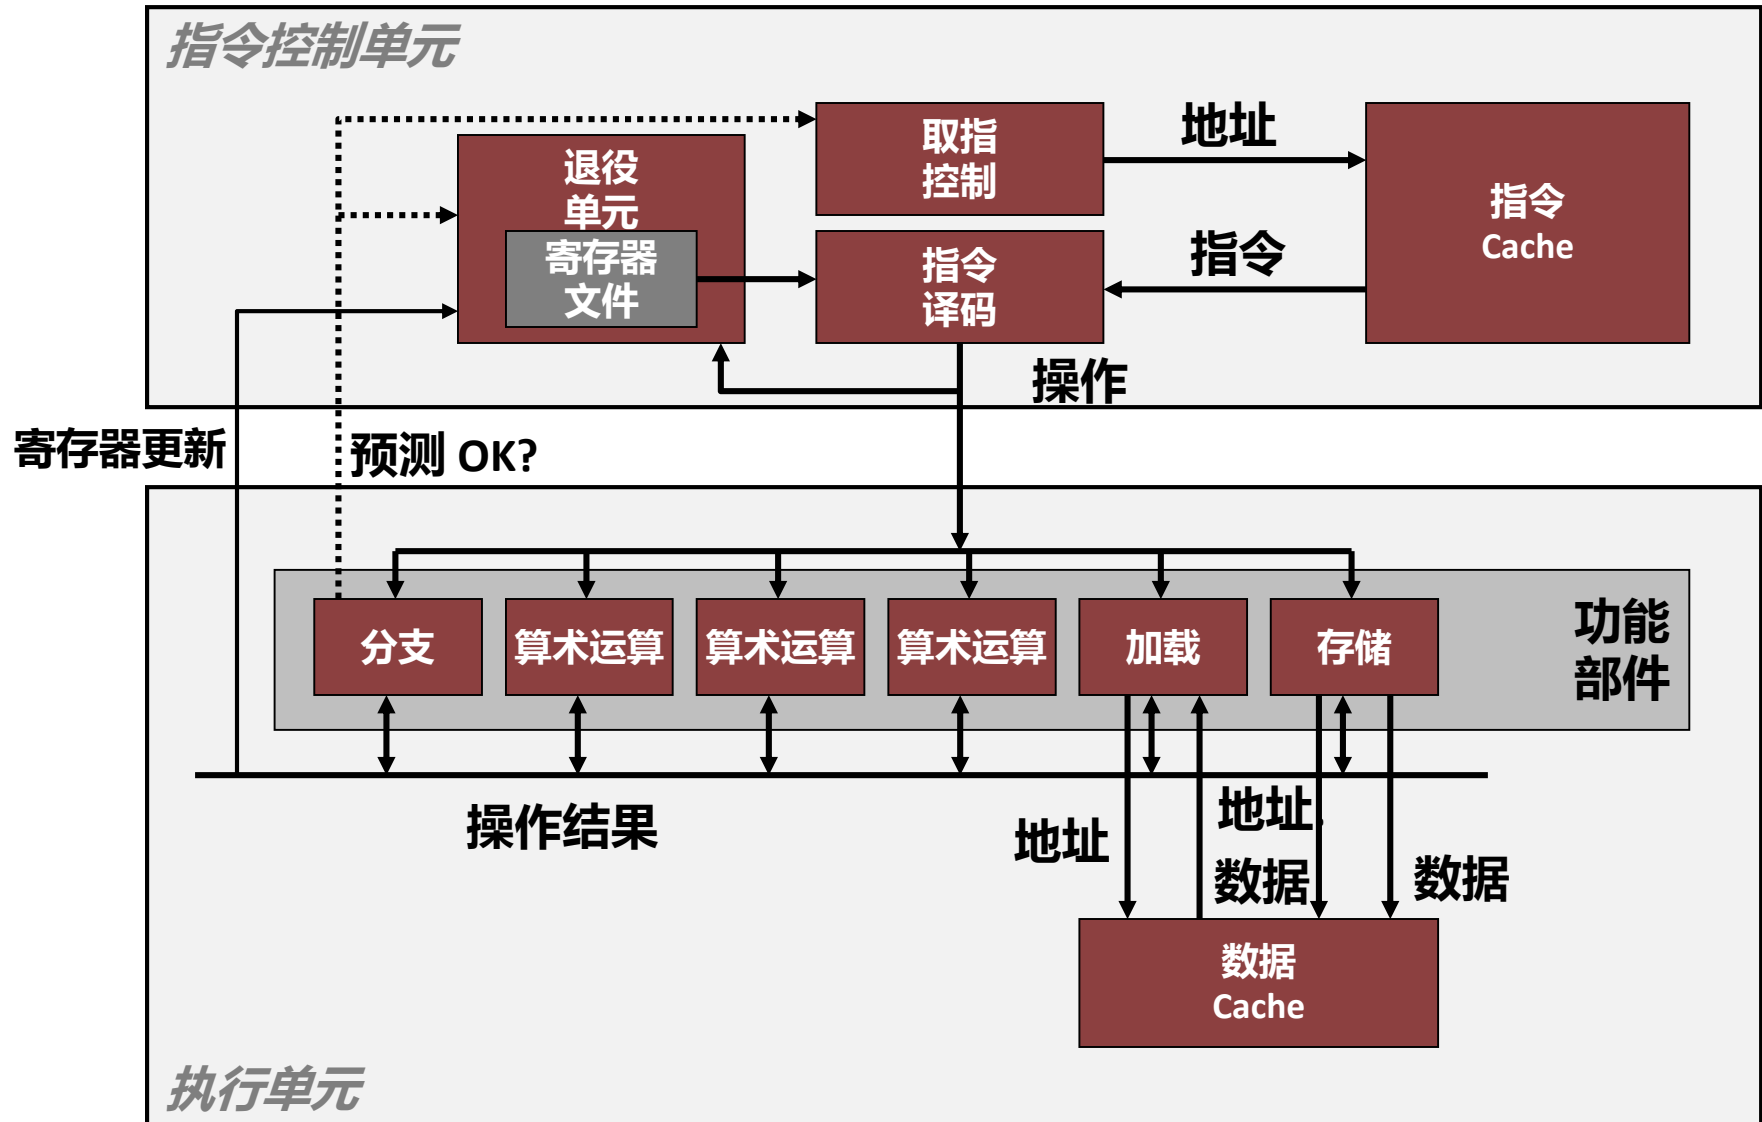 指令控制单元
取指
控制
地址
指令
Cache
退役
单元
寄存器
文件
指令
译码
指令
操作
寄存器更新
预测 OK?
分支
算术运算
算术运算
算术运算
加载
存储
功能
部件
操作结果
地址
地址.
数据
数据
数据
Cache
执行单元